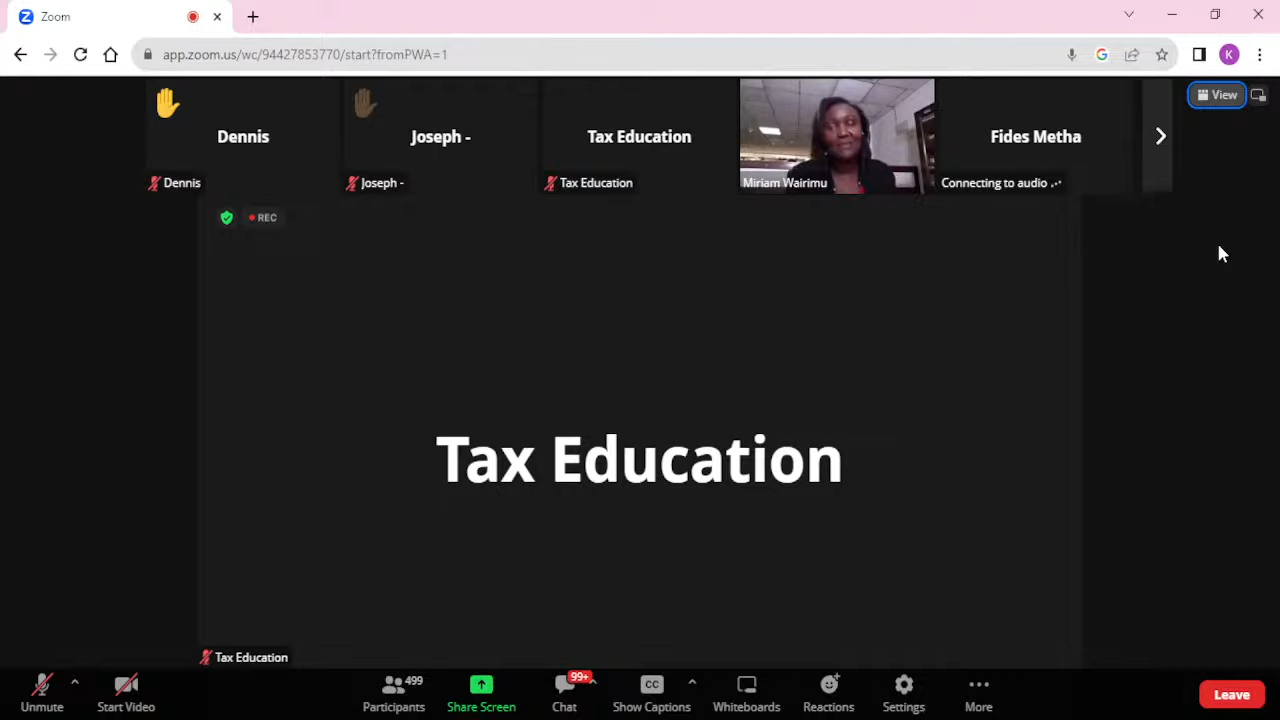 Zoom
app.zoom.us/wc/94427853770/start?fromPWA=1
K
Dennis
Joseph -
Tax Education
Fides Metha
View
Dennis
Joseph -
Tax Education
Miriam Wairimu
Connecting to audio ...
REC
Tax Education
Tax Education
Unmute
Start Video
Participants
499
Share Screen
Chat
99+
CC
Show Captions
Whiteboards
Reactions
Settings
More
Leave